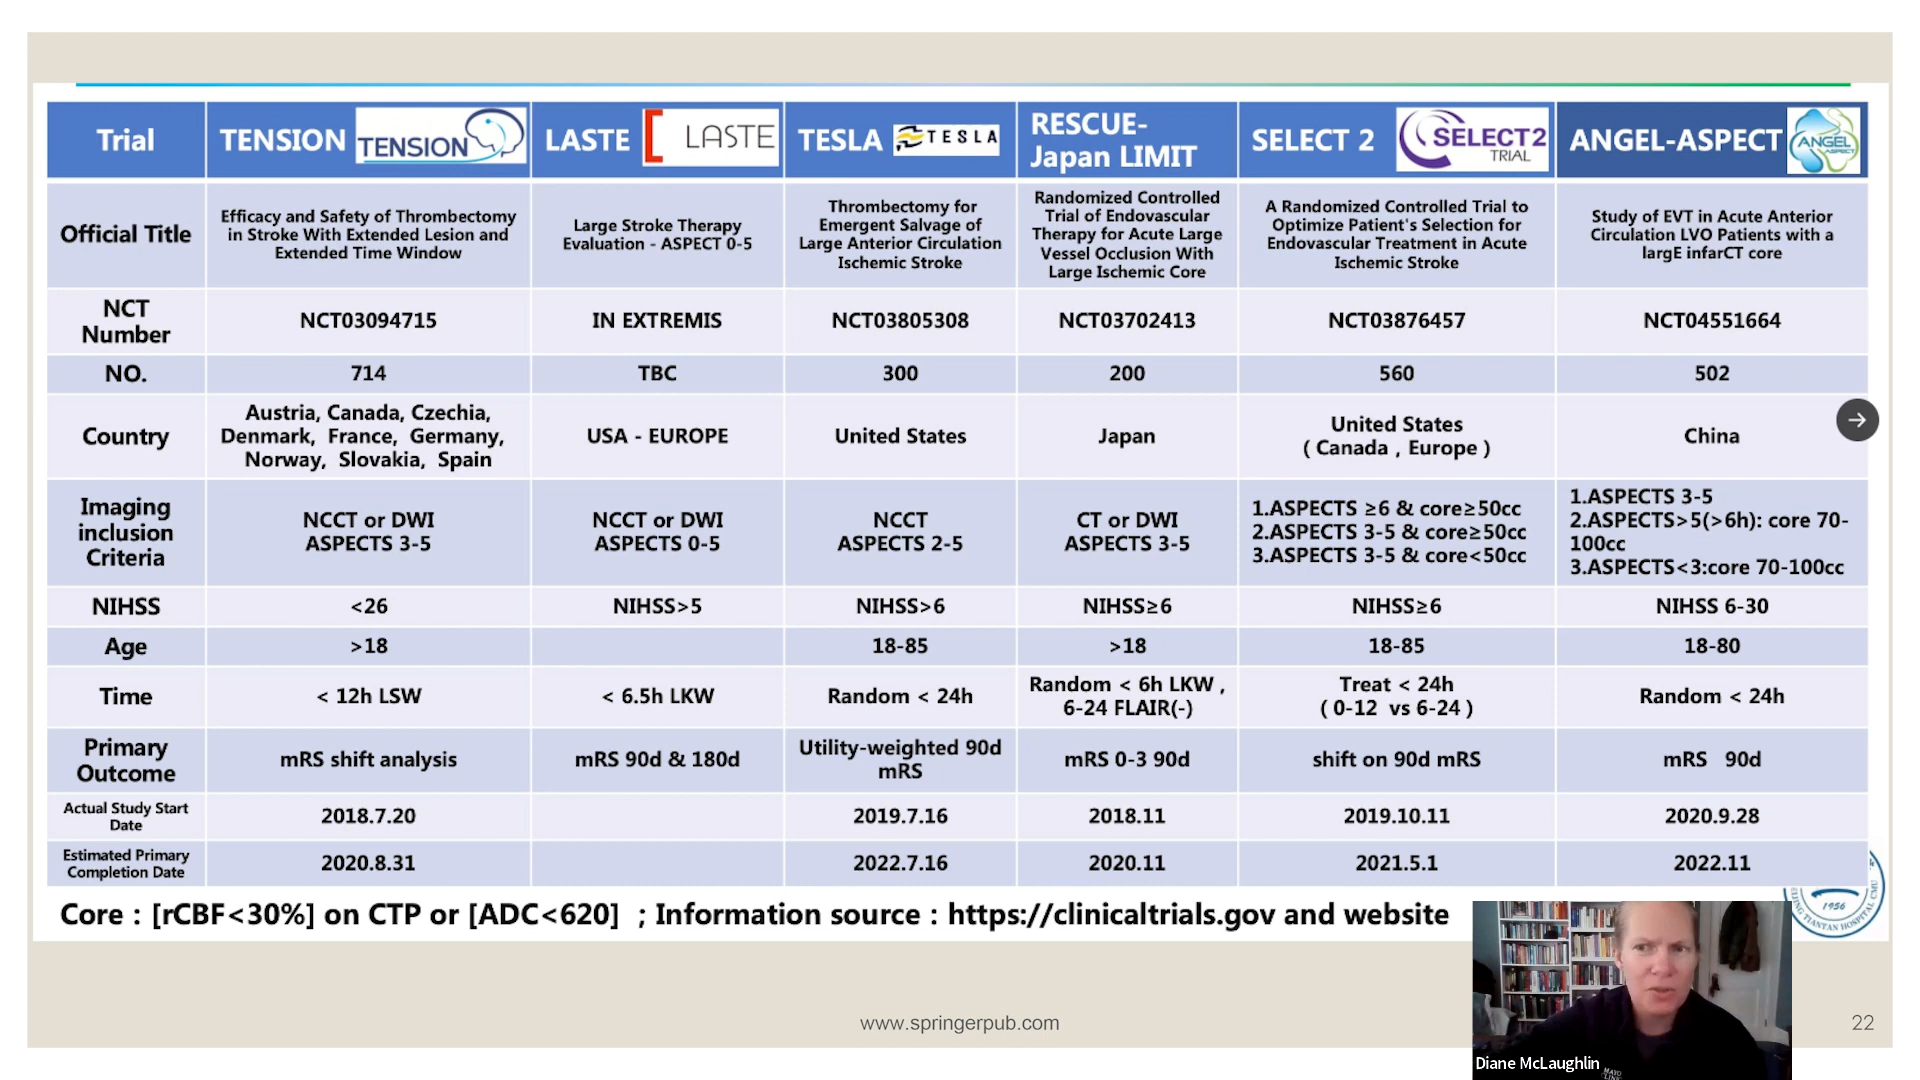 Trial
TENSION
TENSION
LASTE
LASTE
TESLA
TESLA
RESCUE-
Japan LIMIT
SELECT 2
SELECT2
TRIAL
ANGEL-ASPECT
ANGEL
ASPECT
Official Title
Efficacy and Safety of Thrombectomy
in Stroke With Extended Lesion and
Extended Time Window
Large Stroke Therapy
Evaluation - ASPECT 0-5
Thrombectomy for
Emergent Salvage of
Large Anterior Circulation
Ischemic Stroke
Randomized Controlled
Trial of Endovascular
Therapy for Acute Large
Vessel Occlusion With
Large Ischemic Core
A Randomized Controlled Trial to
Optimize Patient's Selection for
Endovascular Treatment in Acute
Ischemic Stroke
Study of EVT in Acute Anterior
Circulation LVO Patients with a
largE infarCT core
NCT
Number
NCT03094715
IN EXTREMIS
NCT03805308
NCT03702413
NCT03876457
NCT04551664
NO.
714
TBC
300
200
560
502
Country
Austria, Canada, Czechia,
Denmark, France, Germany,
Norway, Slovakia, Spain
USA - EUROPE
United States
Japan
United States
( Canada , Europe )
China
Imaging
inclusion
Criteria
NCCT or DWI
ASPECTS 3-5
NCCT or DWI
ASPECTS 0-5
NCCT
ASPECTS 2-5
CT or DWI
ASPECTS 3-5
1.ASPECTS ≥6 & core≥50cc
2.ASPECTS 3-5 & core≥50cc
3.ASPECTS 3-5 & core<50cc
1.ASPECTS 3-5
2.ASPECTS>5(>6h): core 70-
100cc
3.ASPECTS<3:core 70-100cc
NIHSS
<26
NIHSS>5
NIHSS>6
NIHSS≥6
NIHSS≥6
NIHSS 6-30
Age
>18
18-85
>18
18-85
18-80
Time
< 12h LSW
< 6.5h LKW
Random < 24h
Random < 6h LKW ,
6-24 FLAIR(-)
Treat < 24h
( 0-12 vs 6-24 )
Random < 24h
Primary
Outcome
mRS shift analysis
mRS 90d & 180d
Utility-weighted 90d
mRS
mRS 0-3 90d
shift on 90d mRS
mRS 90d
Actual Study Start
Date
2018.7.20
2019.7.16
2018.11
2019.10.11
2020.9.28
Estimated Primary
Completion Date
2020.8.31
2022.7.16
2020.11
2021.5.1
2022.11
Core : [rCBF<30%] on CTP or [ADC<620] ; Information source : https://clinicaltrials.gov and website
1956
TIANTAN HOSPITAL CMU
www.springerpub.com
22
Diane McLaughlin